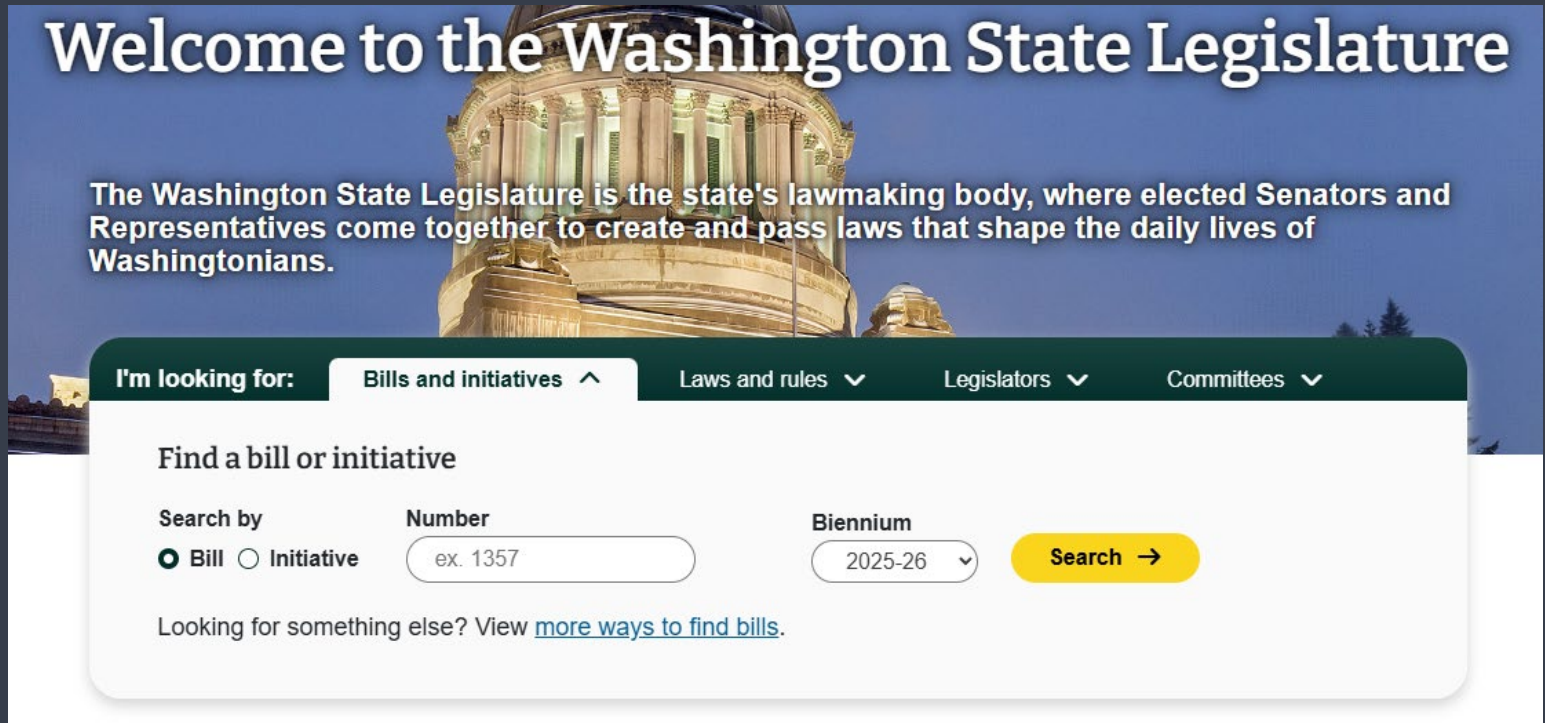 Welcome to the Washington State Legislature
The Washington State Legislature is the state's lawmaking body, where elected Senators and
Representatives come together to create and pass laws that shape the daily lives of
Washingtonians.
I'm looking for: Bills and initiatives Laws and rules Legislators Committees
Find a bill or initiative
Search by Number Biennium
Bill Initiative ex. 1357 2025-26 Search →
Looking for something else? View more ways to find bills.